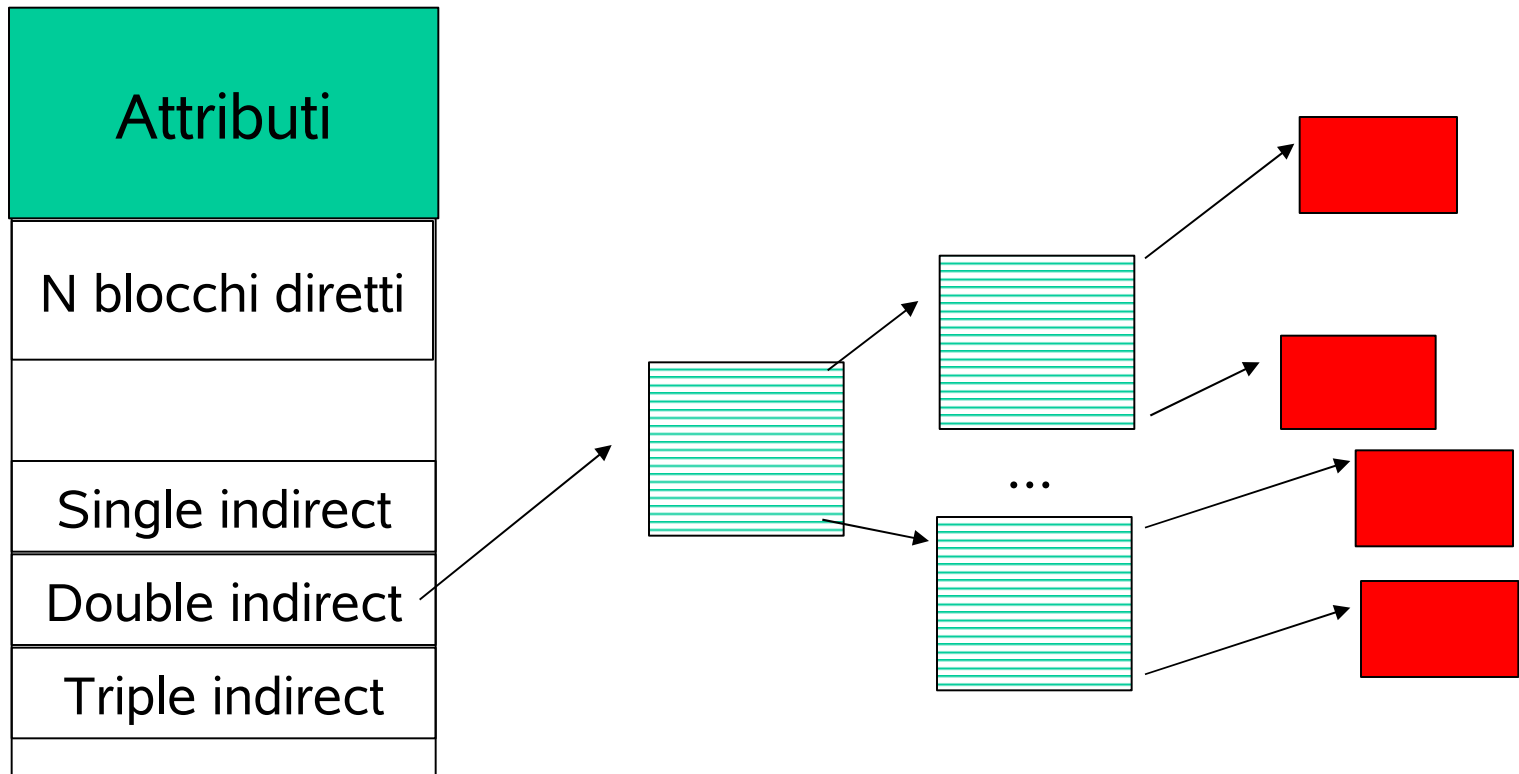 Attributi
N blocchi diretti
Single indirect
Double indirect
Triple indirect
...